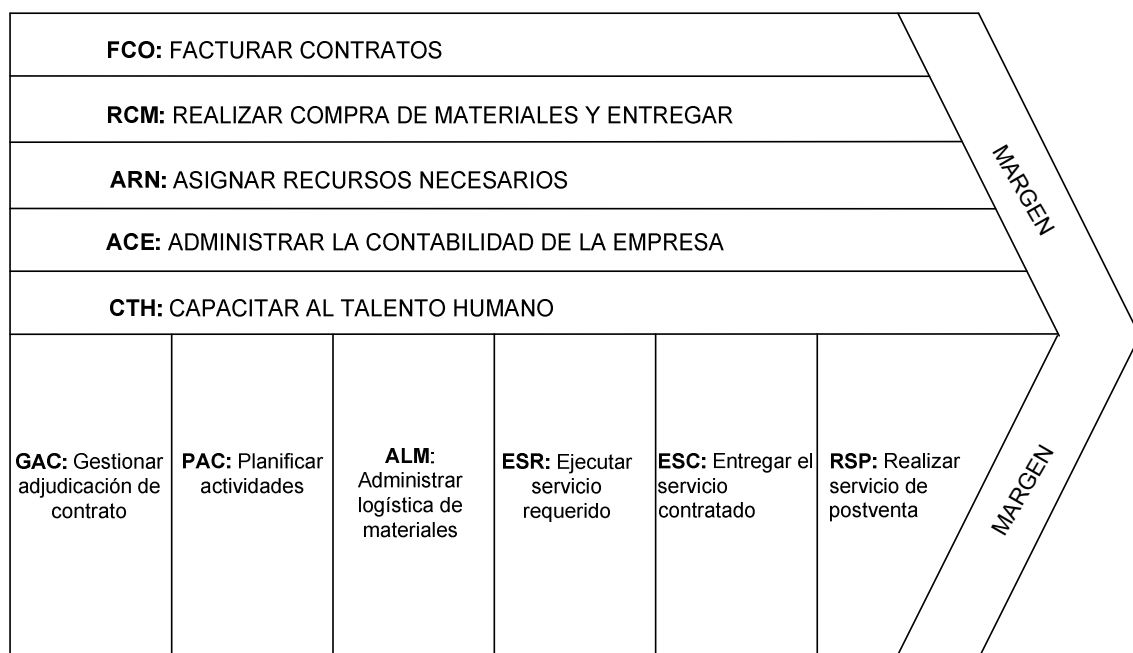 FCO: FACTURAR CONTRATOS
RCM: REALIZAR COMPRA DE MATERIALES Y ENTREGAR
ARN: ASIGNAR RECURSOS NECESARIOS
ACE: ADMINISTRAR LA CONTABILIDAD DE LA EMPRESA
CTH: CAPACITAR AL TALENTO HUMANO
MARGEN
GAC: Gestionar
adjudicación de
contrato
PAC: Planificar
actividades
ALM:
Administrar
logística de
materiales
ESR: Ejecutar
servicio
requerido
ESC: Entregar el
servicio
contratado
RSP: Realizar
servicio de
postventa
MARGEN